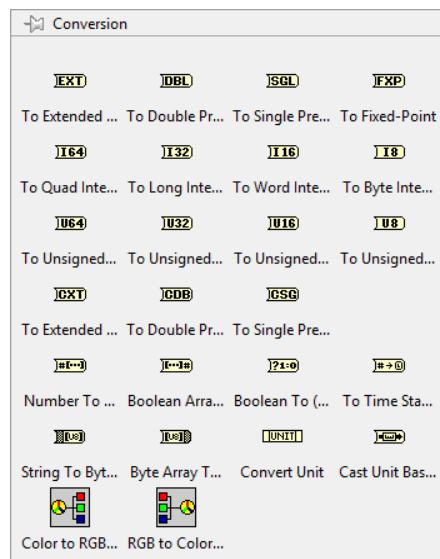 Conversion
EXT DBL SGL FXP
To Extended ... To Double Pr... To Single Pre... To Fixed-Point
I64 I32 I16 I8
To Quad Inte... To Long Inte... To Word Inte... To Byte Inte...
U64 U32 U16 U8
To Unsigned... To Unsigned... To Unsigned... To Unsigned...
CXT CDB CSG
To Extended ... To Double Pr... To Single Pre...
#[...] [...]# ?1:0 #→
Number To ... Boolean Arra... Boolean To (... To Time Sta...
[U8] [U8] UNIT
String To Byt... Byte Array T... Convert Unit Cast Unit Bas...
Color to RGB... RGB to Color...